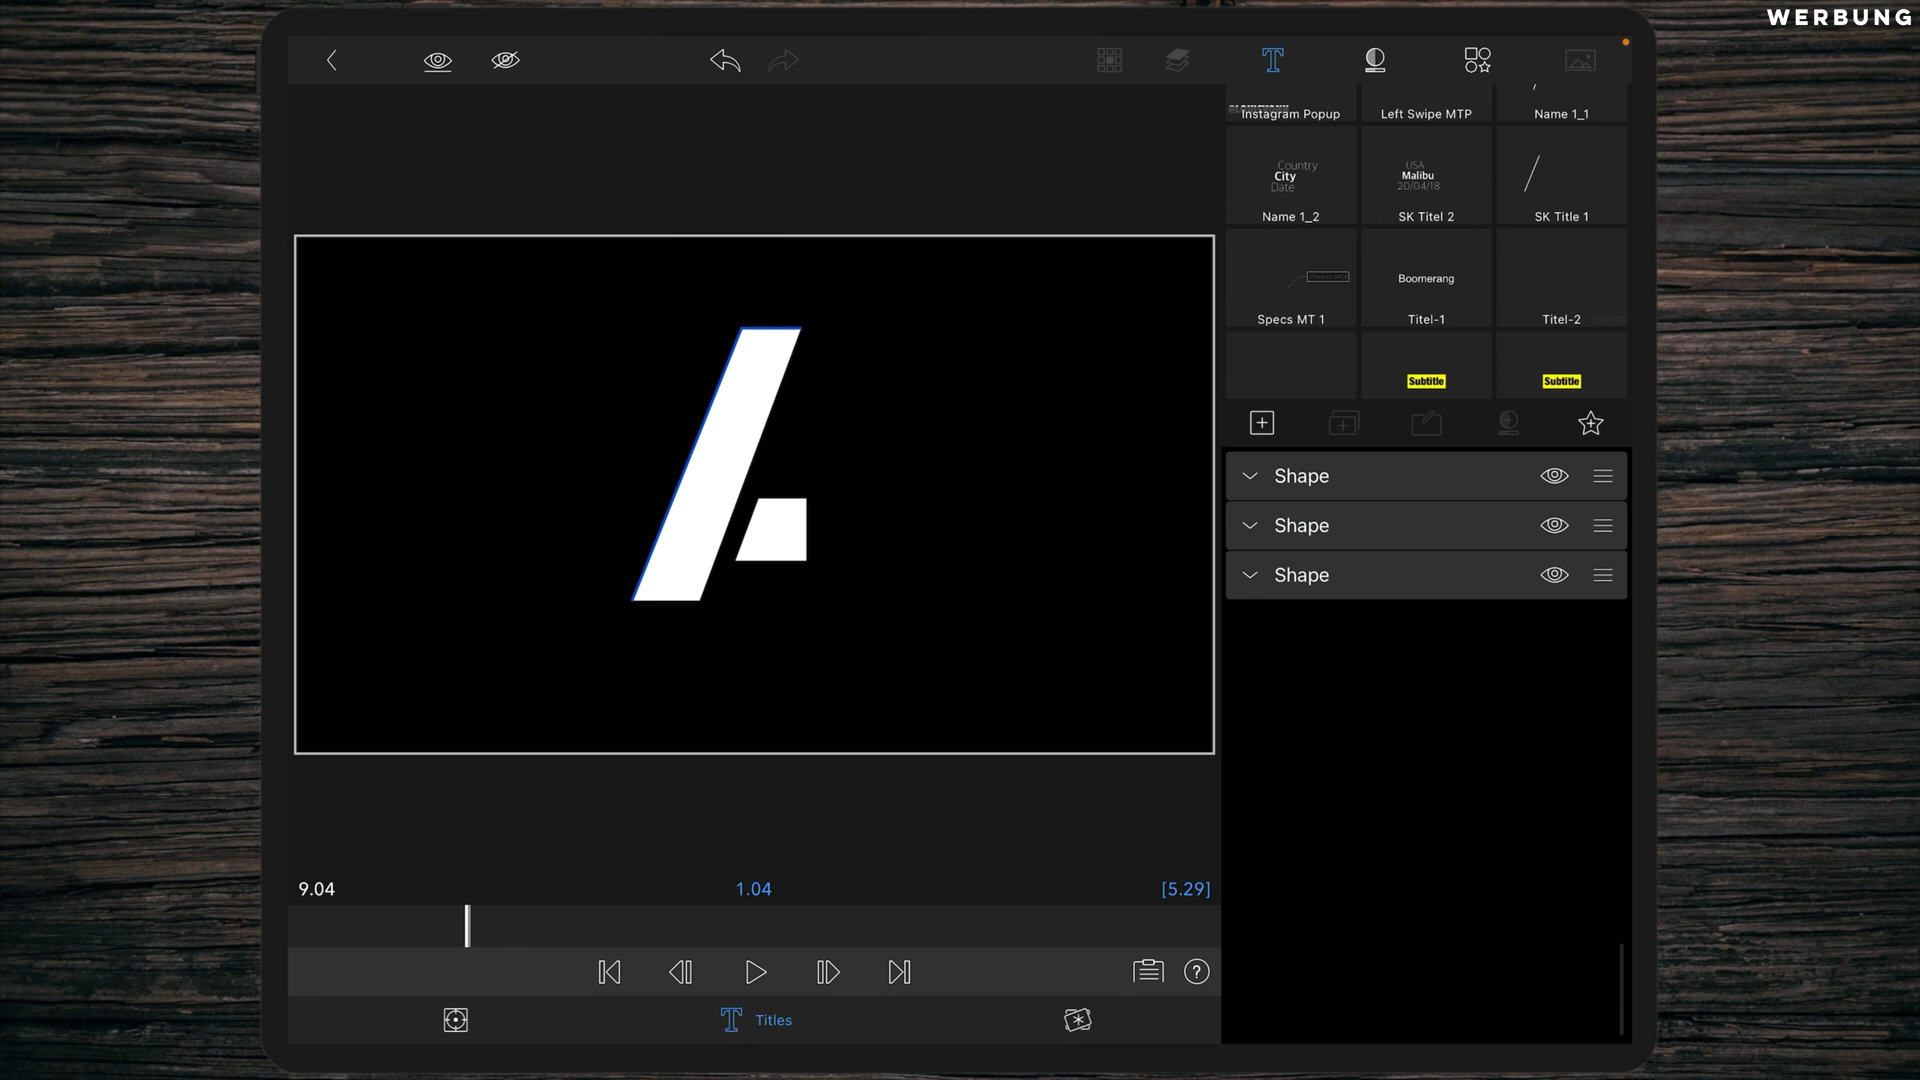 WERBUNG
Instagram Popup
Left Swipe MTP
Name 1_1
Country
City
Date
USA
Malibu
20/04/18
Name 1_2
SK Titel 2
SK Title 1
Boomerang
Specs MT 1
Titel-1
Titel-2
Subtitle
Subtitle
Shape
Shape
Shape
9.04
1.04
[5.29]
Titles